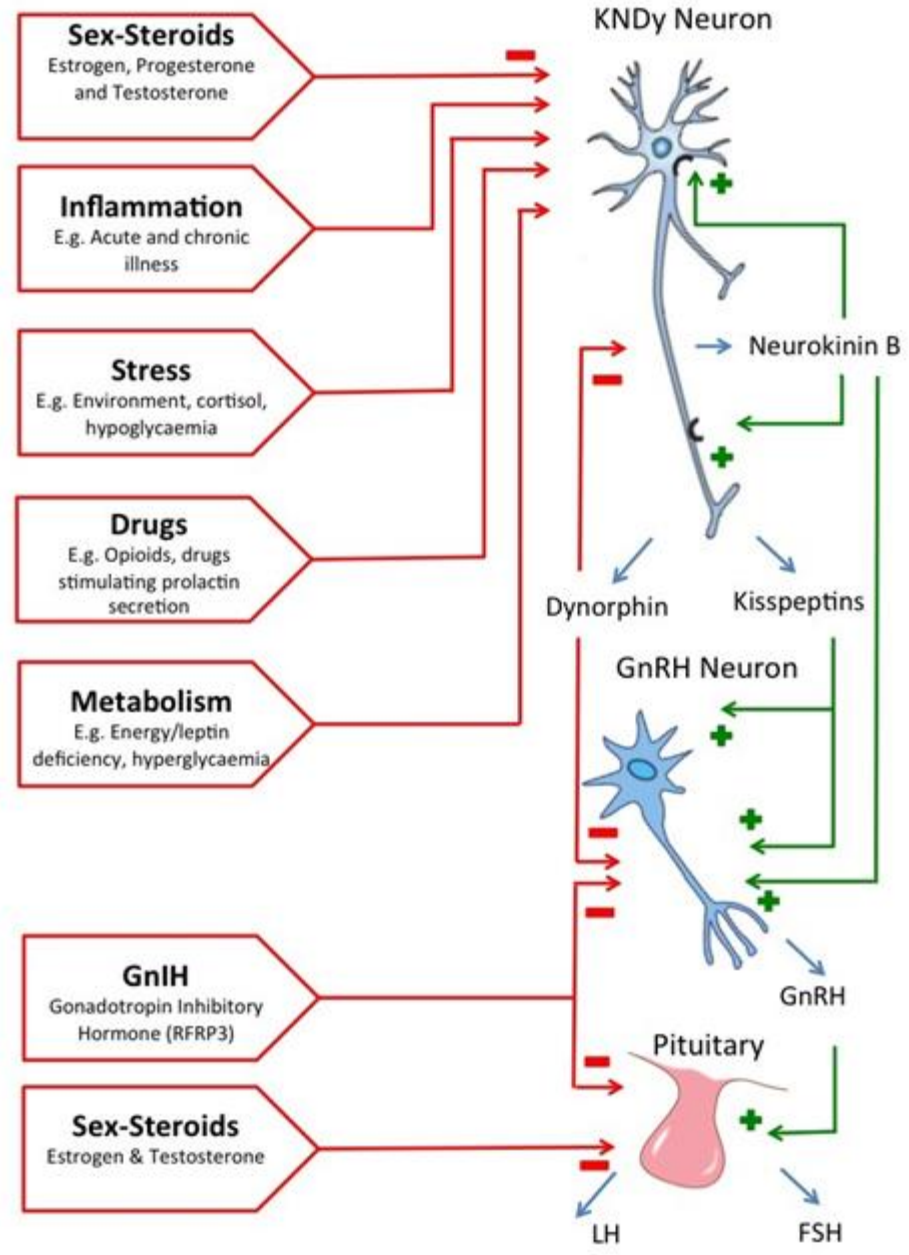 KNDy Neuron
Sex-Steroids
Estrogen, Progesterone
and Testosterone
Inflammation
E.g. Acute and chronic
illness
Stress
E.g. Environment, cortisol,
hypoglycaemia
Neurokinin B
Drugs
E.g. Opioids, drugs
stimulating prolactin
secretion
Dynorphin
Kisspeptins
Metabolism
E.g. Energy/leptin
deficiency, hyperglycaemia
GnRH Neuron
GnIH
Gonadotropin Inhibitory
Hormone (RFRP3)
GnRH
Pituitary
Sex-Steroids
Estrogen & Testosterone
LH
FSH